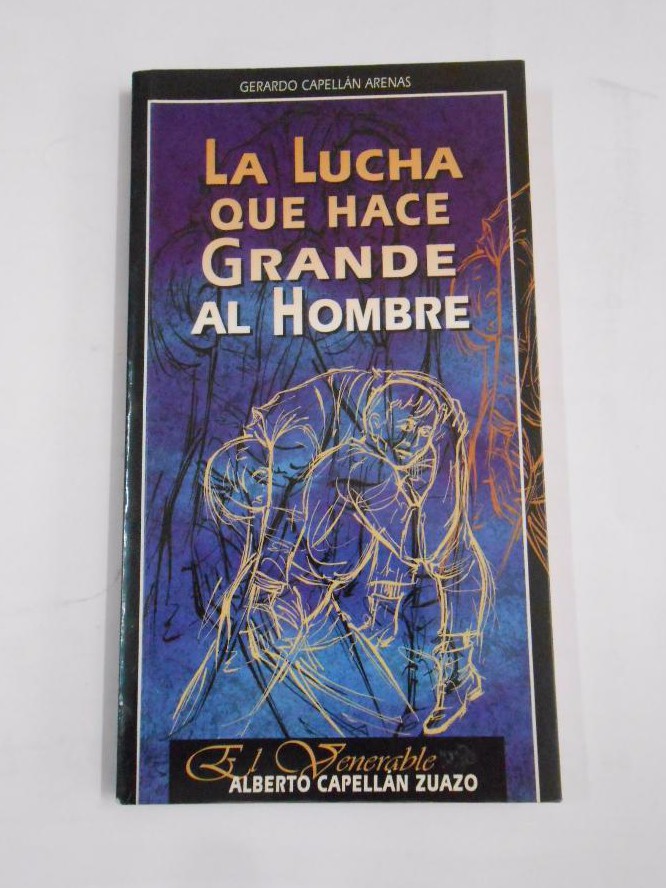 GERARDO CAPELLÁN ARENAS
LA LUCHA
QUE HACE
GRANDE
AL HOMBRE
El Venerable
ALBERTO CAPELLÁN ZUAZO